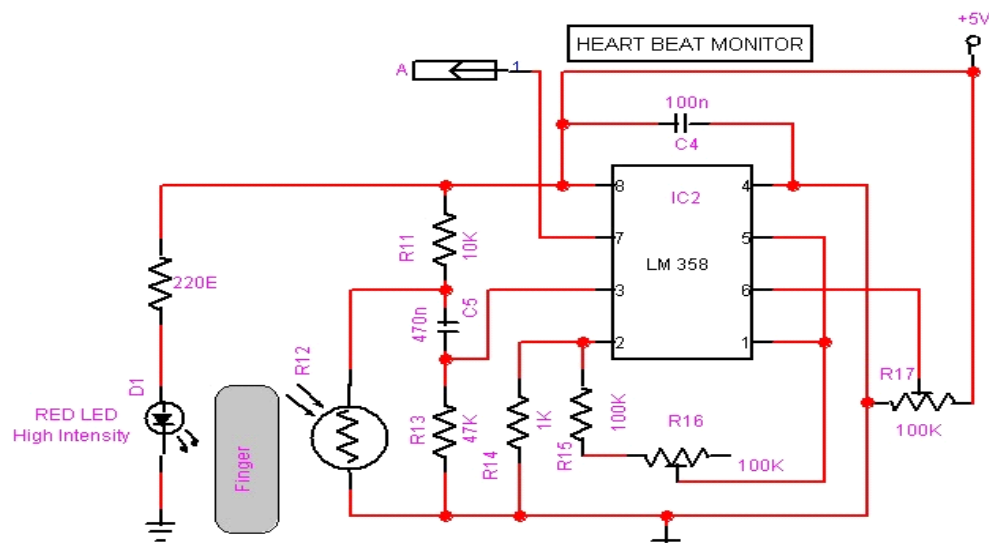 +5V
HEART BEAT MONITOR
A
1
100n
C4
8
4
IC2
R11
10K
7
5
LM 358
220E
3
6
470n
C5
2
1
R12
D1
R17
100K
RED LED
High Intensity
Finger
R13
47K
R14
1K
R15
100K
R16
100K